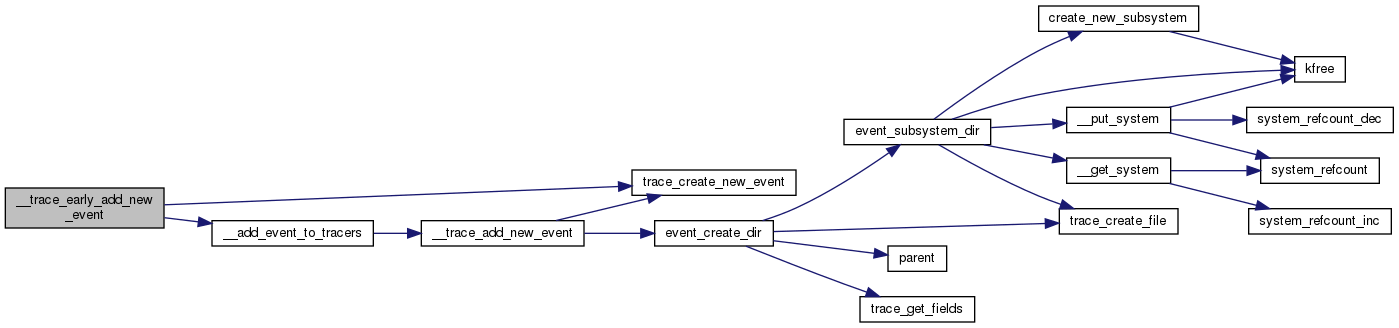 __trace_early_add_new
_event
trace_create_new_event
__add_event_to_tracers
__trace_add_new_event
event_create_dir
event_subsystem_dir
parent
trace_get_fields
create_new_subsystem
kfree
__put_system
system_refcount_dec
__get_system
system_refcount
trace_create_file
system_refcount_inc